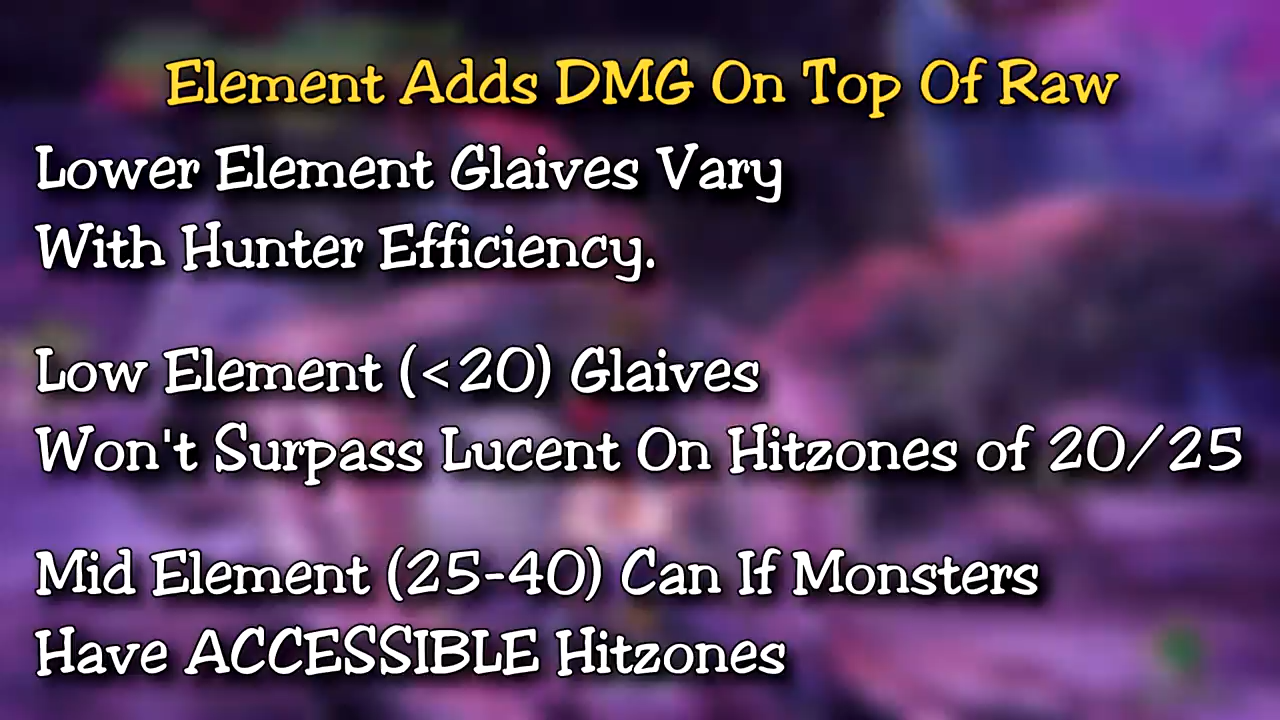 Element Adds DMG On Top Of Raw
Lower Element Glaives Vary
With Hunter Efficiency.
Low Element (<20) Glaives
Won't Surpass Lucent On Hitzones of 20/25
Mid Element (25-40) Can If Monsters
Have ACCESSIBLE Hitzones